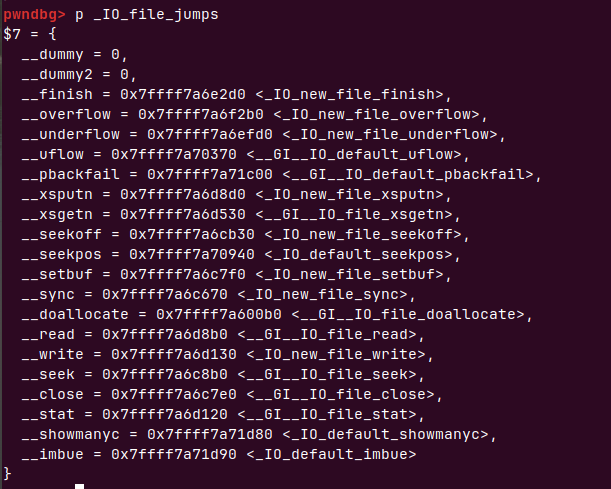 pwndbg> p _IO_file_jumps
$7 = {
  __dummy = 0,
  __dummy2 = 0,
  __finish = 0x7ffff7a6e2d0 <_IO_new_file_finish>,
  __overflow = 0x7ffff7a6f2b0 <_IO_new_file_overflow>,
  __underflow = 0x7ffff7a6efd0 <_IO_new_file_underflow>,
  __uflow = 0x7ffff7a70370 <__GI__IO_default_uflow>,
  __pbackfail = 0x7ffff7a71c00 <__GI__IO_default_pbackfail>,
  __xsputn = 0x7ffff7a6d8d0 <_IO_new_file_xsputn>,
  __xsgetn = 0x7ffff7a6d530 <__GI__IO_file_xsgetn>,
  __seekoff = 0x7ffff7a6cb30 <_IO_new_file_seekoff>,
  __seekpos = 0x7ffff7a70940 <_IO_default_seekpos>,
  __setbuf = 0x7ffff7a6c7f0 <_IO_new_file_setbuf>,
  __sync = 0x7ffff7a6c670 <_IO_new_file_sync>,
  __doallocate = 0x7ffff7a600b0 <__GI__IO_file_doallocate>,
  __read = 0x7ffff7a6d8b0 <__GI__IO_file_read>,
  __write = 0x7ffff7a6d130 <_IO_new_file_write>,
  __seek = 0x7ffff7a6c8b0 <__GI__IO_file_seek>,
  __close = 0x7ffff7a6c7e0 <__GI__IO_file_close>,
  __stat = 0x7ffff7a6d120 <__GI__IO_file_stat>,
  __showmanyc = 0x7ffff7a71d80 <_IO_default_showmanyc>,
  __imbue = 0x7ffff7a71d90 <_IO_default_imbue>
}